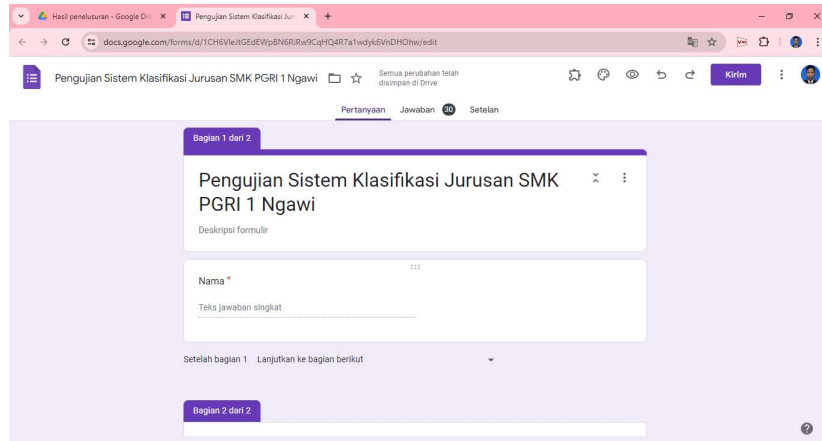 Hasil penelusuran - Google Dri
Pengujian Sistem Klasifikasi Jur
docs.google.com/forms/d/1CH6VleJtGEdEWpBN6RiRw9CqHQ4R7a1wdyk6VnDHOhw/edit
Pengujian Sistem Klasifikasi Jurusan SMK PGRI 1 Ngawi
Semua perubahan telah
disimpan di Drive
Kirim
Pertanyaan Jawaban 30 Setelan
Bagian 1 dari 2
Pengujian Sistem Klasifikasi Jurusan SMK
PGRI 1 Ngawi
Deskripsi formulir
Nama *
Teks jawaban singkat
Setelah bagian 1 Lanjutkan ke bagian berikut
Bagian 2 dari 2